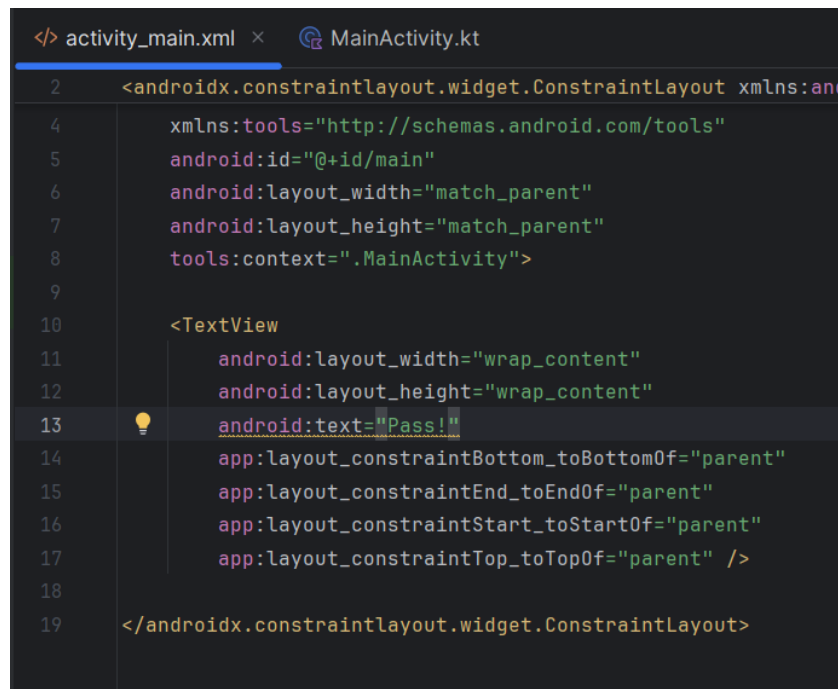 activity_main.xml × MainActivity.kt
2 <androidx.constraintlayout.widget.ConstraintLayout xmlns:an
4 xmlns:tools="http://schemas.android.com/tools"
5 android:id="@+id/main"
6 android:layout_width="match_parent"
7 android:layout_height="match_parent"
8 tools:context=".MainActivity">
9
10 <TextView
11 android:layout_width="wrap_content"
12 android:layout_height="wrap_content"
13 android:text="Pass!"
14 app:layout_constraintBottom_toBottomOf="parent"
15 app:layout_constraintEnd_toEndOf="parent"
16 app:layout_constraintStart_toStartOf="parent"
17 app:layout_constraintTop_toTopOf="parent" />
18
19 </androidx.constraintlayout.widget.ConstraintLayout>